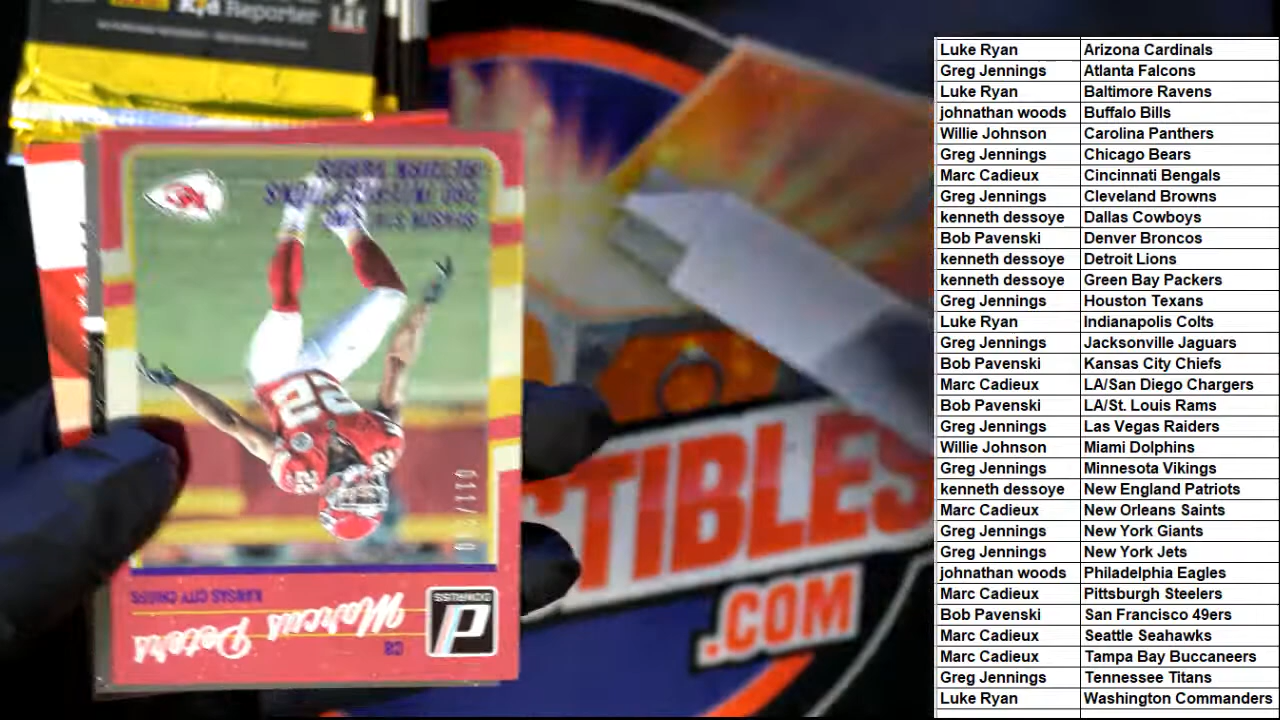 Reporter
LII
22
22
DONRUSS
CB
Marcus Peters
KANSAS CITY CHIEFS
TIBLES
.COM
Luke Ryan Arizona Cardinals
Greg Jennings Atlanta Falcons
Luke Ryan Baltimore Ravens
johnathan woods Buffalo Bills
Willie Johnson Carolina Panthers
Greg Jennings Chicago Bears
Marc Cadieux Cincinnati Bengals
Greg Jennings Cleveland Browns
kenneth dessoye Dallas Cowboys
Bob Pavenski Denver Broncos
kenneth dessoye Detroit Lions
kenneth dessoye Green Bay Packers
Greg Jennings Houston Texans
Luke Ryan Indianapolis Colts
Greg Jennings Jacksonville Jaguars
Bob Pavenski Kansas City Chiefs
Marc Cadieux LA/San Diego Chargers
Bob Pavenski LA/St. Louis Rams
Greg Jennings Las Vegas Raiders
Willie Johnson Miami Dolphins
Greg Jennings Minnesota Vikings
kenneth dessoye New England Patriots
Marc Cadieux New Orleans Saints
Greg Jennings New York Giants
Greg Jennings New York Jets
johnathan woods Philadelphia Eagles
Marc Cadieux Pittsburgh Steelers
Bob Pavenski San Francisco 49ers
Marc Cadieux Seattle Seahawks
Marc Cadieux Tampa Bay Buccaneers
Greg Jennings Tennessee Titans
Luke Ryan Washington Commanders